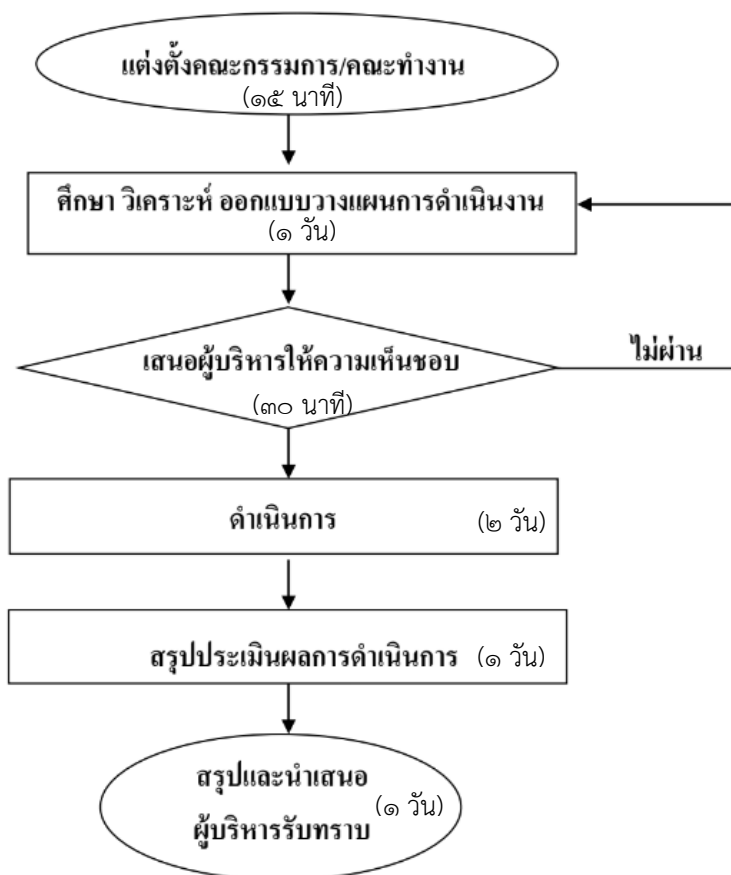 แต่งตั้งคณะกรรมการ/คณะทำงาน
(๑๕ นาที)
ศึกษา วิเคราะห์ ออกแบบวางแผนการดำเนินงาน
(๑ วัน)
เสนอผู้บริหารให้ความเห็นชอบ
ไม่ผ่าน
(๓๐ นาที)
ดำเนินการ (๒ วัน)
สรุปประเมินผลการดำเนินการ (๑ วัน)
สรุปและนำเสนอ
(๑ วัน)
ผู้บริหารรับทราบ